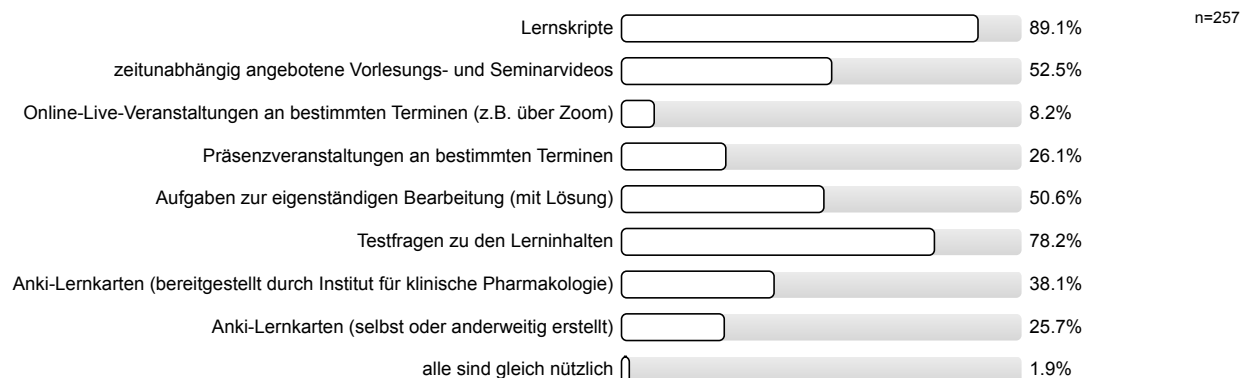 Lernskripte 89.1% n=257
zeitunabhängig angebotene Vorlesungs- und Seminarvideos 52.5%
Online-Live-Veranstaltungen an bestimmten Terminen (z.B. über Zoom) 8.2%
Präsenzveranstaltungen an bestimmten Terminen 26.1%
Aufgaben zur eigenständigen Bearbeitung (mit Lösung) 50.6%
Testfragen zu den Lerninhalten 78.2%
Anki-Lernkarten (bereitgestellt durch Institut für klinische Pharmakologie) 38.1%
Anki-Lernkarten (selbst oder anderweitig erstellt) 25.7%
alle sind gleich nützlich 1.9%